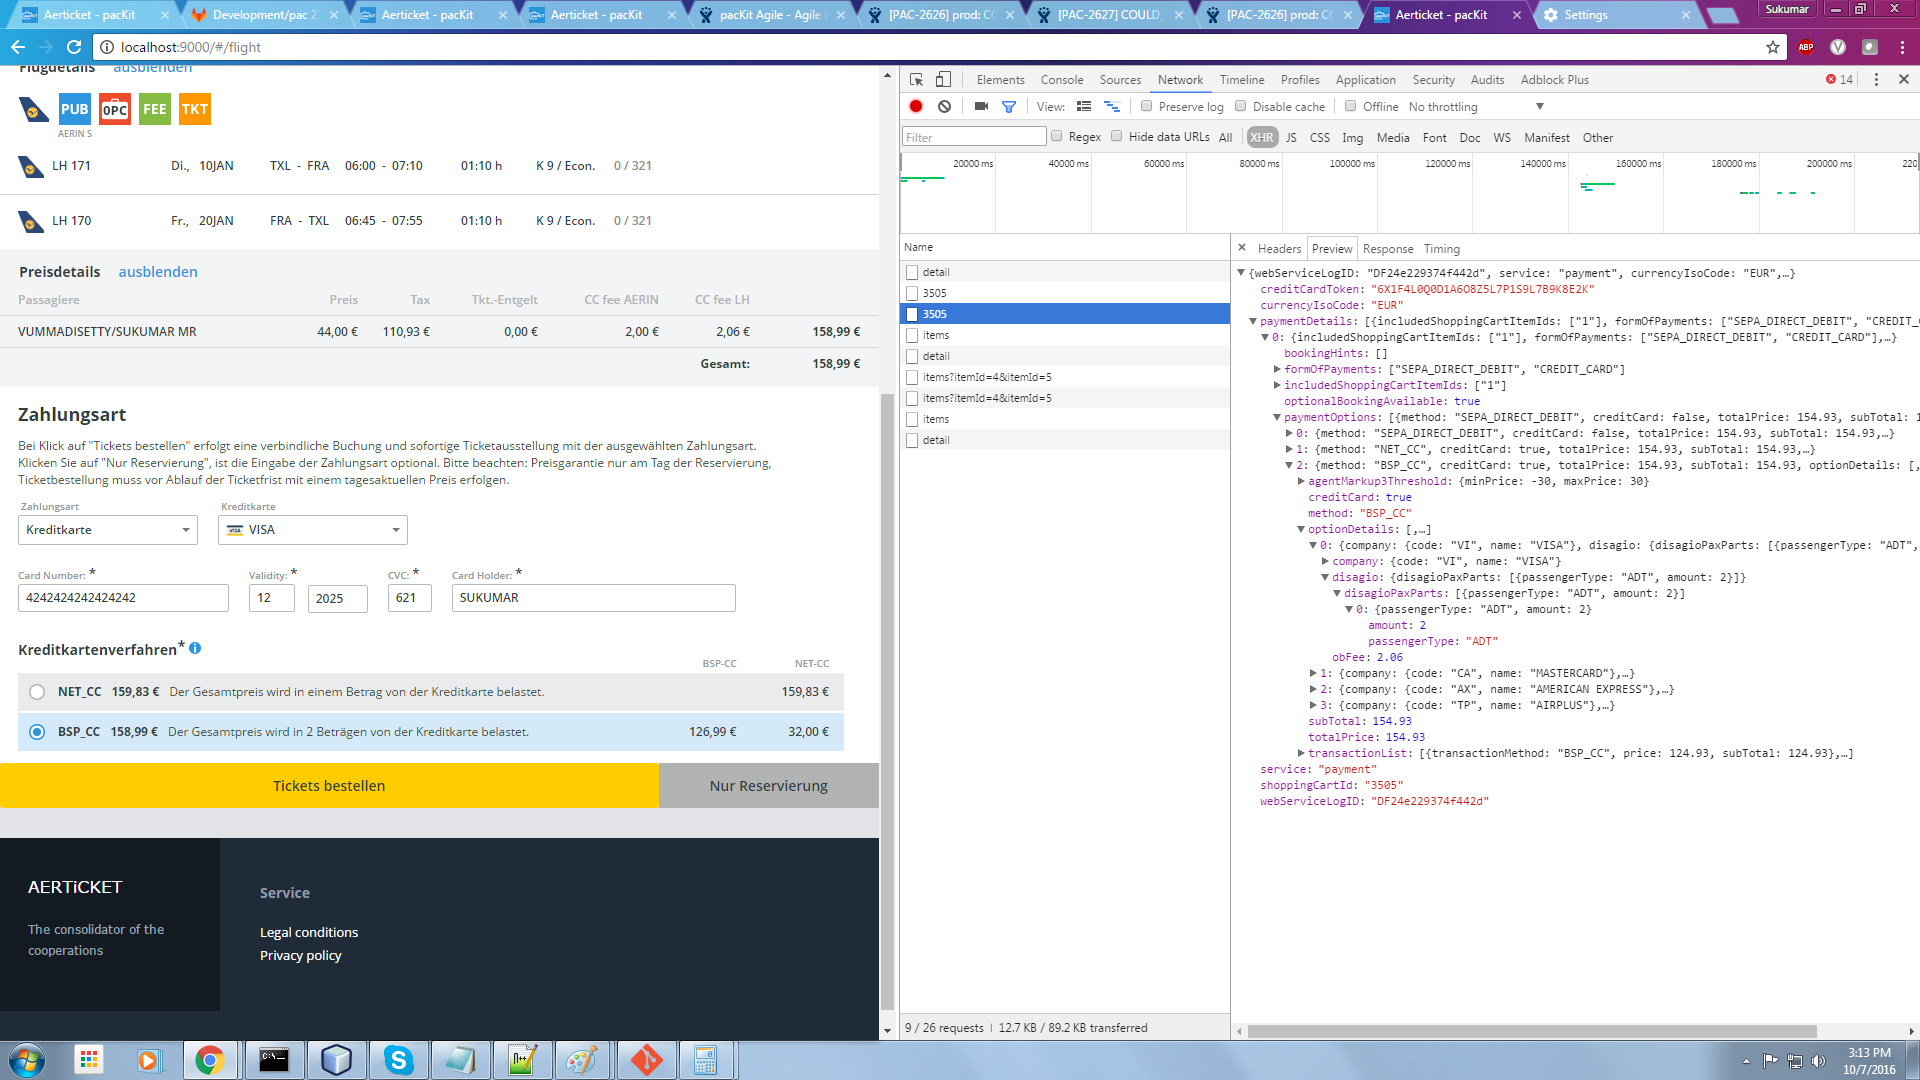 Aerticket - pacKit
Development/pac 2
Aerticket - pacKit
Aerticket - pacKit
pacKit Agile - Agile
[PAC-2626] prod: CC
[PAC-2627] COULD_
[PAC-2626] prod: CC
Aerticket - pacKit
Settings
Sukumar
localhost:9000/#/flight
ABP
Flugdetails ausblenden
PUB OPC FEE TKT
AERIN S
LH 171 Di., 10JAN TXL - FRA 06:00 - 07:10 01:10 h K 9 / Econ. 0 / 321
LH 170 Fr., 20JAN FRA - TXL 06:45 - 07:55 01:10 h K 9 / Econ. 0 / 321
Preisdetails ausblenden
Passagiere Preis Tax Tkt.-Entgelt CC fee AERIN CC fee LH
VUMMADISETTY/SUKUMAR MR 44,00 € 110,93 € 0,00 € 2,00 € 2,06 € 158,99 €
Gesamt: 158,99 €
Zahlungsart
Bei Klick auf "Tickets bestellen" erfolgt eine verbindliche Buchung und sofortige Ticketausstellung mit der ausgewählten Zahlungsart.
Klicken Sie auf "Nur Reservierung", ist die Eingabe der Zahlungsart optional. Bitte beachten: Preisgarantie nur am Tag der Reservierung,
Ticketbestellung muss vor Ablauf der Ticketfrist mit einem tagesaktuellen Preis erfolgen.
Zahlungsart Kreditkarte
Kreditkarte VISA VISA
Card Number: * Validity: * CVC: * Card Holder: *
4242424242424242 12 2025 621 SUKUMAR
Kreditkartenverfahren *
BSP-CC NET-CC
NET_CC 159,83 € Der Gesamtpreis wird in einem Betrag von der Kreditkarte belastet. 159,83 €
BSP_CC 158,99 € Der Gesamtpreis wird in 2 Beträgen von der Kreditkarte belastet. 126,99 € 32,00 €
Tickets bestellen Nur Reservierung
AERTiCKET
The consolidator of the
cooperations
Service
Legal conditions
Privacy policy
Elements Console Sources Network Timeline Profiles Application Security Audits Adblock Plus 14
View: Preserve log Disable cache Offline No throttling
Filter Regex Hide data URLs All XHR JS CSS Img Media Font Doc WS Manifest Other
20000 ms 40000 ms 60000 ms 80000 ms 100000 ms 120000 ms 140000 ms 160000 ms 180000 ms 200000 ms 220
Name
detail
3505
3505
items
detail
items?itemId=4&itemId=5
items?itemId=4&itemId=5
items
detail
9 / 26 requests | 12.7 KB / 89.2 KB transferred
Headers Preview Response Timing
{webServiceLogID: "DF24e229374f442d", service: "payment", currencyIsoCode: "EUR",…}
creditCardToken: "6X1F4L0Q0D1A6O8Z5L7P1S9L7B9K8E2K"
currencyIsoCode: "EUR"
paymentDetails: [{includedShoppingCartItemIds: ["1"], formOfPayments: ["SEPA_DIRECT_DEBIT", "CREDIT_C
0: {includedShoppingCartItemIds: ["1"], formOfPayments: ["SEPA_DIRECT_DEBIT", "CREDIT_CARD"],…}
bookingHints: []
formOfPayments: ["SEPA_DIRECT_DEBIT", "CREDIT_CARD"]
includedShoppingCartItemIds: ["1"]
optionalBookingAvailable: true
paymentOptions: [{method: "SEPA_DIRECT_DEBIT", creditCard: false, totalPrice: 154.93, subTotal: 1
0: {method: "SEPA_DIRECT_DEBIT", creditCard: false, totalPrice: 154.93, subTotal: 154.93,…}
1: {method: "NET_CC", creditCard: true, totalPrice: 154.93, subTotal: 154.93,…}
2: {method: "BSP_CC", creditCard: true, totalPrice: 154.93, subTotal: 154.93, optionDetails: [,
agentMarkup3Threshold: {minPrice: -30, maxPrice: 30}
creditCard: true
method: "BSP_CC"
optionDetails: [,…]
0: {company: {code: "VI", name: "VISA"}, disagio: {disagioPaxParts: [{passengerType: "ADT",
company: {code: "VI", name: "VISA"}
disagio: {disagioPaxParts: [{passengerType: "ADT", amount: 2}]}
disagioPaxParts: [{passengerType: "ADT", amount: 2}]
0: {passengerType: "ADT", amount: 2}
amount: 2
passengerType: "ADT"
obFee: 2.06
1: {company: {code: "CA", name: "MASTERCARD"},…}
2: {company: {code: "AX", name: "AMERICAN EXPRESS"},…}
3: {company: {code: "TP", name: "AIRPLUS"},…}
subTotal: 154.93
totalPrice: 154.93
transactionList: [{transactionMethod: "BSP_CC", price: 124.93, subTotal: 124.93},…]
service: "payment"
shoppingCartId: "3505"
webServiceLogID: "DF24e229374f442d"
3:13 PM
10/7/2016